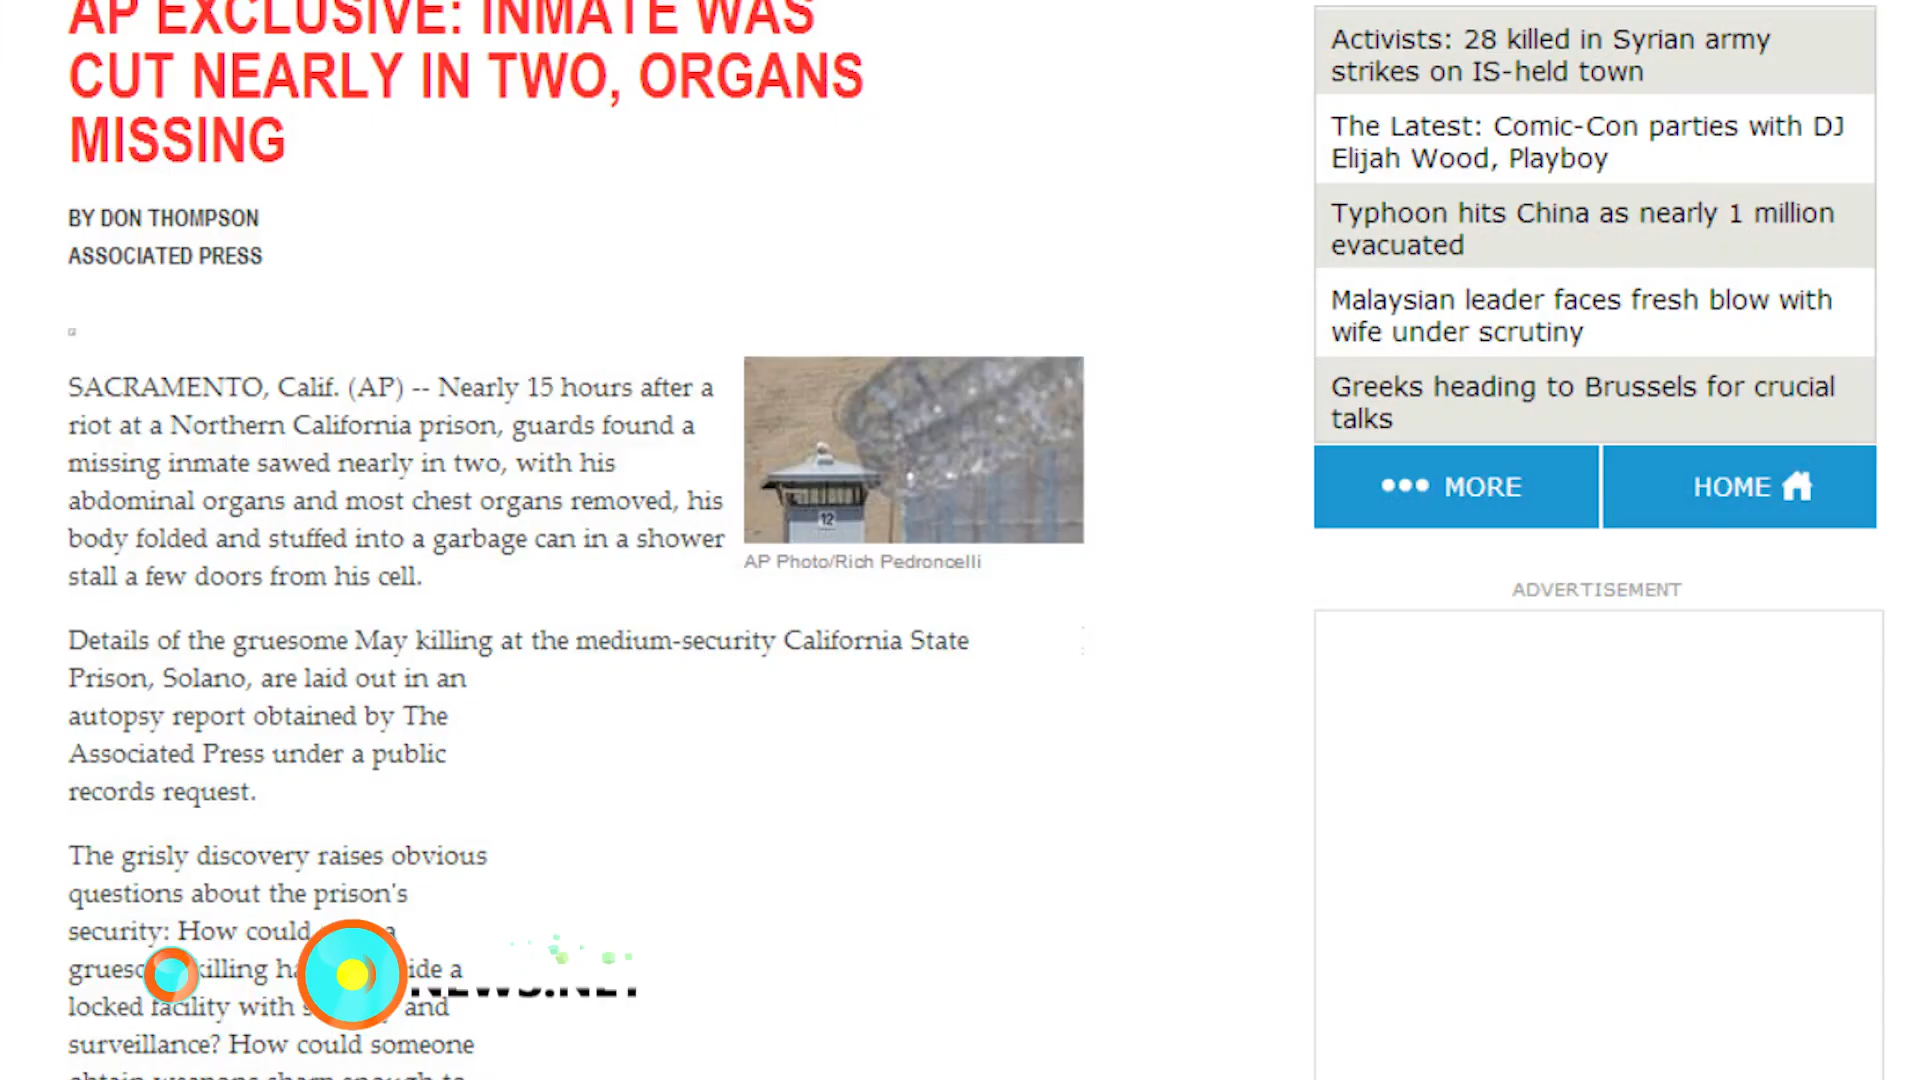 AP EXCLUSIVE: INMATE WAS
CUT NEARLY IN TWO, ORGANS
MISSING
BY DON THOMPSON
ASSOCIATED PRESS
SACRAMENTO, Calif. (AP) -- Nearly 15 hours after a
riot at a Northern California prison, guards found a
missing inmate sawed nearly in two, with his
abdominal organs and most chest organs removed, his
body folded and stuffed into a garbage can in a shower
stall a few doors from his cell.
12
AP Photo/Rich Pedroncelli
Details of the gruesome May killing at the medium-security California State
Prison, Solano, are laid out in an
autopsy report obtained by The
Associated Press under a public
records request.
The grisly discovery raises obvious
questions about the prison's
security: How could a
killing
locked facility with and
surveillance? How could someone
obtain weapons sharp enough to
NEWS.NET
Activists: 28 killed in Syrian army
strikes on IS-held town
The Latest: Comic-Con parties with DJ
Elijah Wood, Playboy
Typhoon hits China as nearly 1 million
evacuated
Malaysian leader faces fresh blow with
wife under scrutiny
Greeks heading to Brussels for crucial
talks
MORE
HOME
ADVERTISEMENT